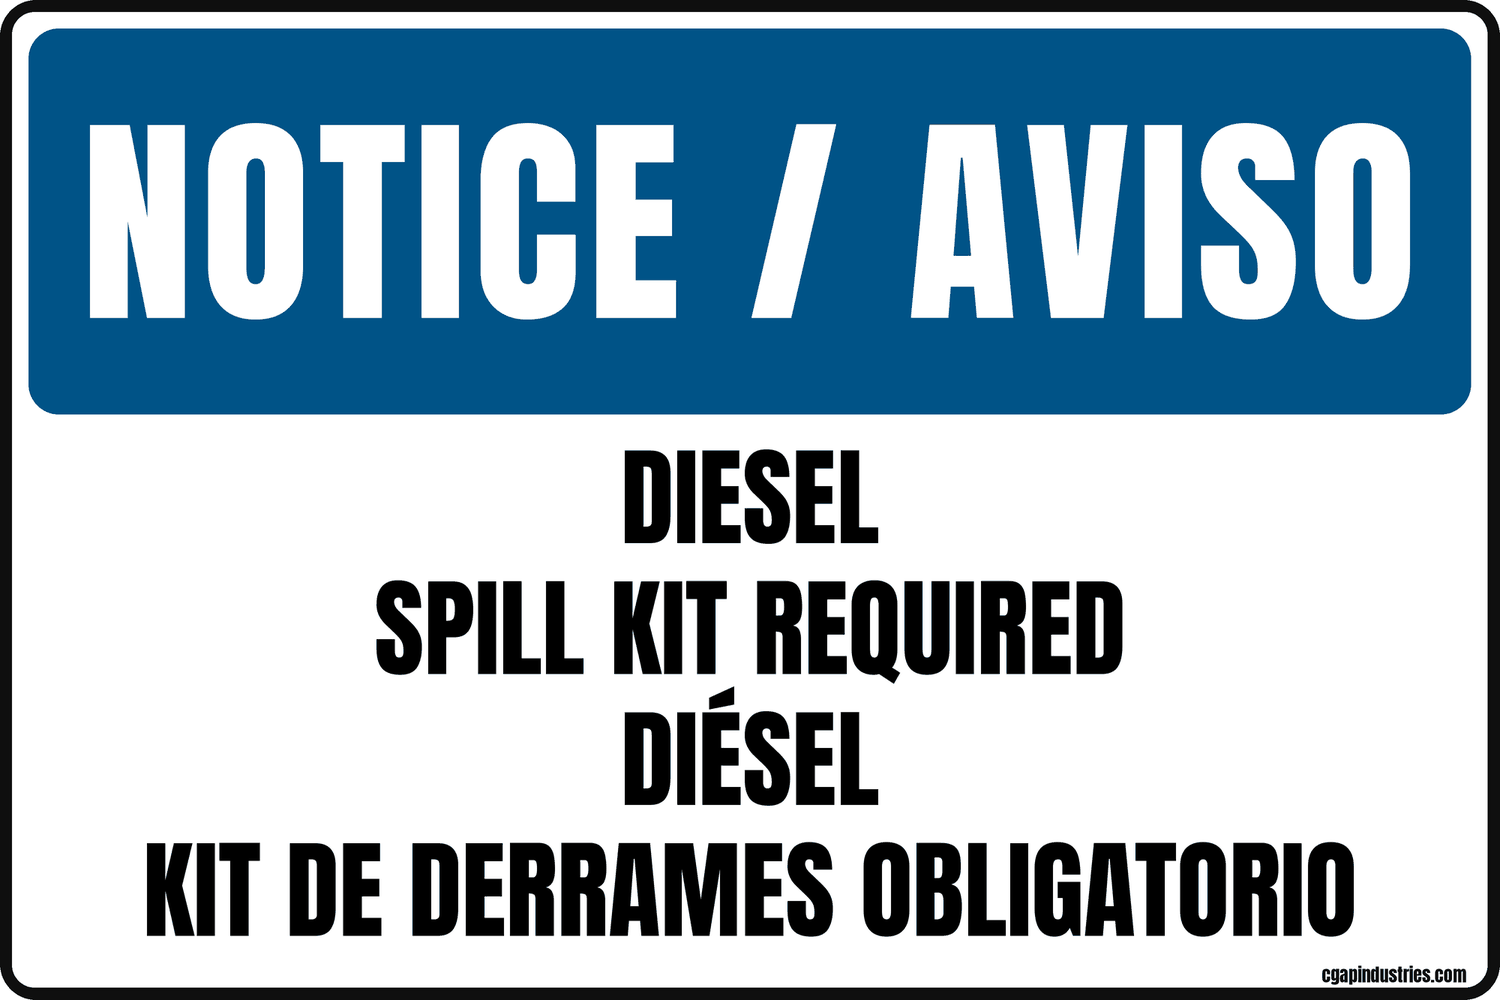 NOTICE / AVISO
DIESEL
SPILL KIT REQUIRED
DIÉSEL
KIT DE DERRAMES OBLIGATORIO
cgapindustries.com